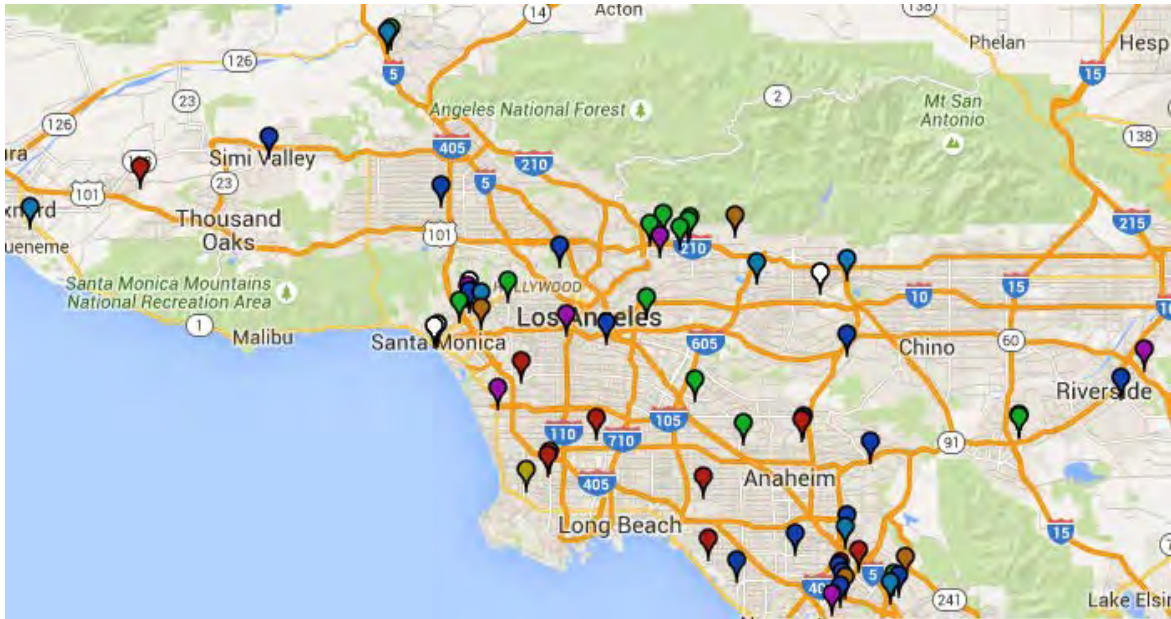 Acton
14
138
Phelan
Hesp
126
5
15
2
Angeles National Forest
Mt San
Antonio
23
126
138
ura
Simi Valley
405
210
5
101
23
xnard
ueneme
Thousand
Oaks
101
210
215
Santa Monica Mountains
National Recreation Area
HOLLYWOOD
10
15
1
Malibu
Los Angeles
Santa Monica
605
60
Chino
Riverside
105
110
710
91
405
Anaheim
Long Beach
15
5
405
241
Lake Elsin